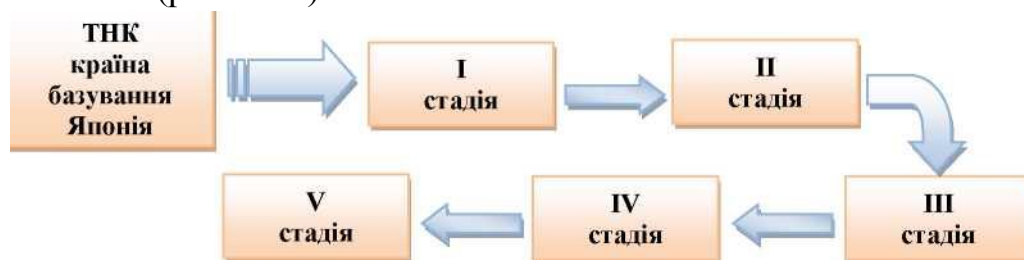 ТНК
країна
базування
Японія
I
стадія
II
стадія
III
стадія
IV
стадія
V
стадія